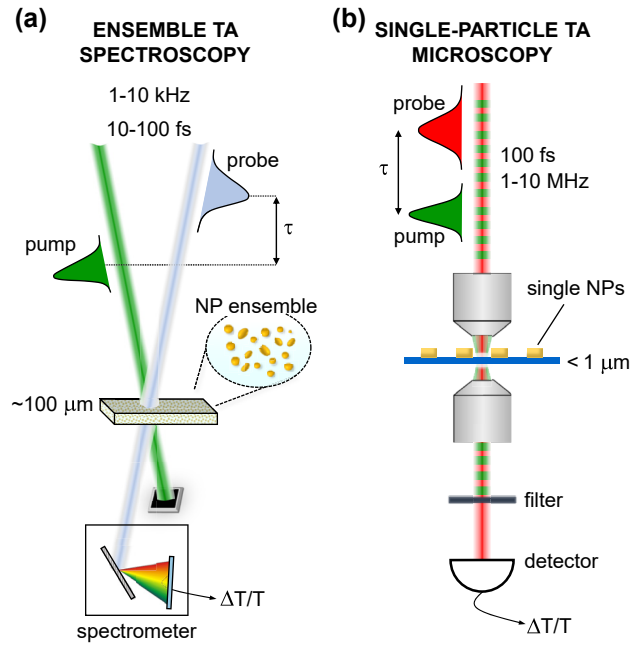 (a)
ENSEMBLE TA
SPECTROSCOPY
1-10 kHz
10-100 fs
probe
τ
pump
NP ensemble
~100 μm
ΔT/T
spectrometer
(b)
SINGLE-PARTICLE TA
MICROSCOPY
probe
τ
100 fs
1-10 MHz
pump
single NPs
< 1 μm
filter
detector
ΔT/T